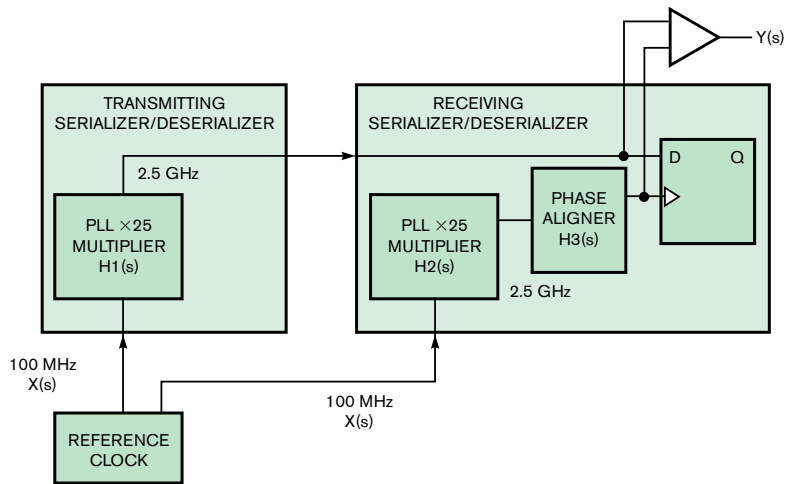 Y(s)
TRANSMITTING
SERIALIZER/DESERIALIZER
RECEIVING
SERIALIZER/DESERIALIZER
2.5 GHz
D Q
PLL ×25
MULTIPLIER
H1(s)
PLL ×25
MULTIPLIER
H2(s)
PHASE
ALIGNER
H3(s)
2.5 GHz
100 MHz
X(s)
100 MHz
X(s)
REFERENCE
CLOCK